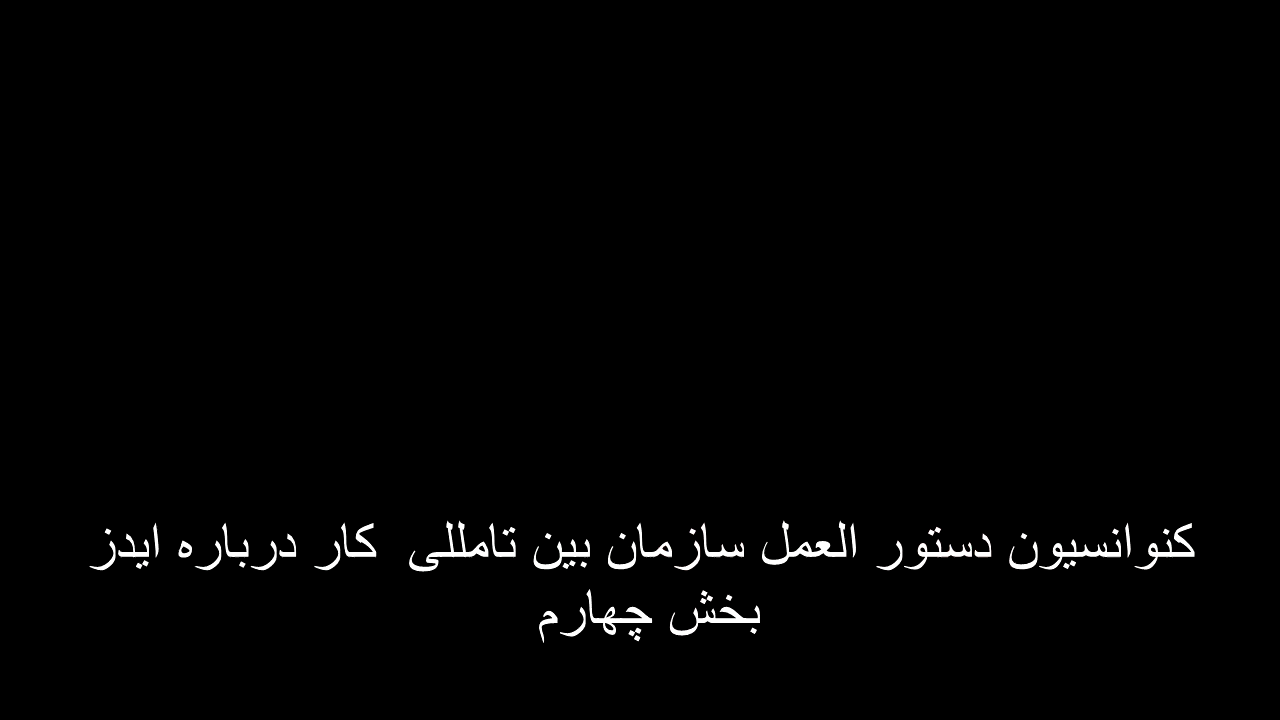 کنوانسیون دستور العمل سازمان بین تامللی  کار درباره ایدز
بخش چهارم